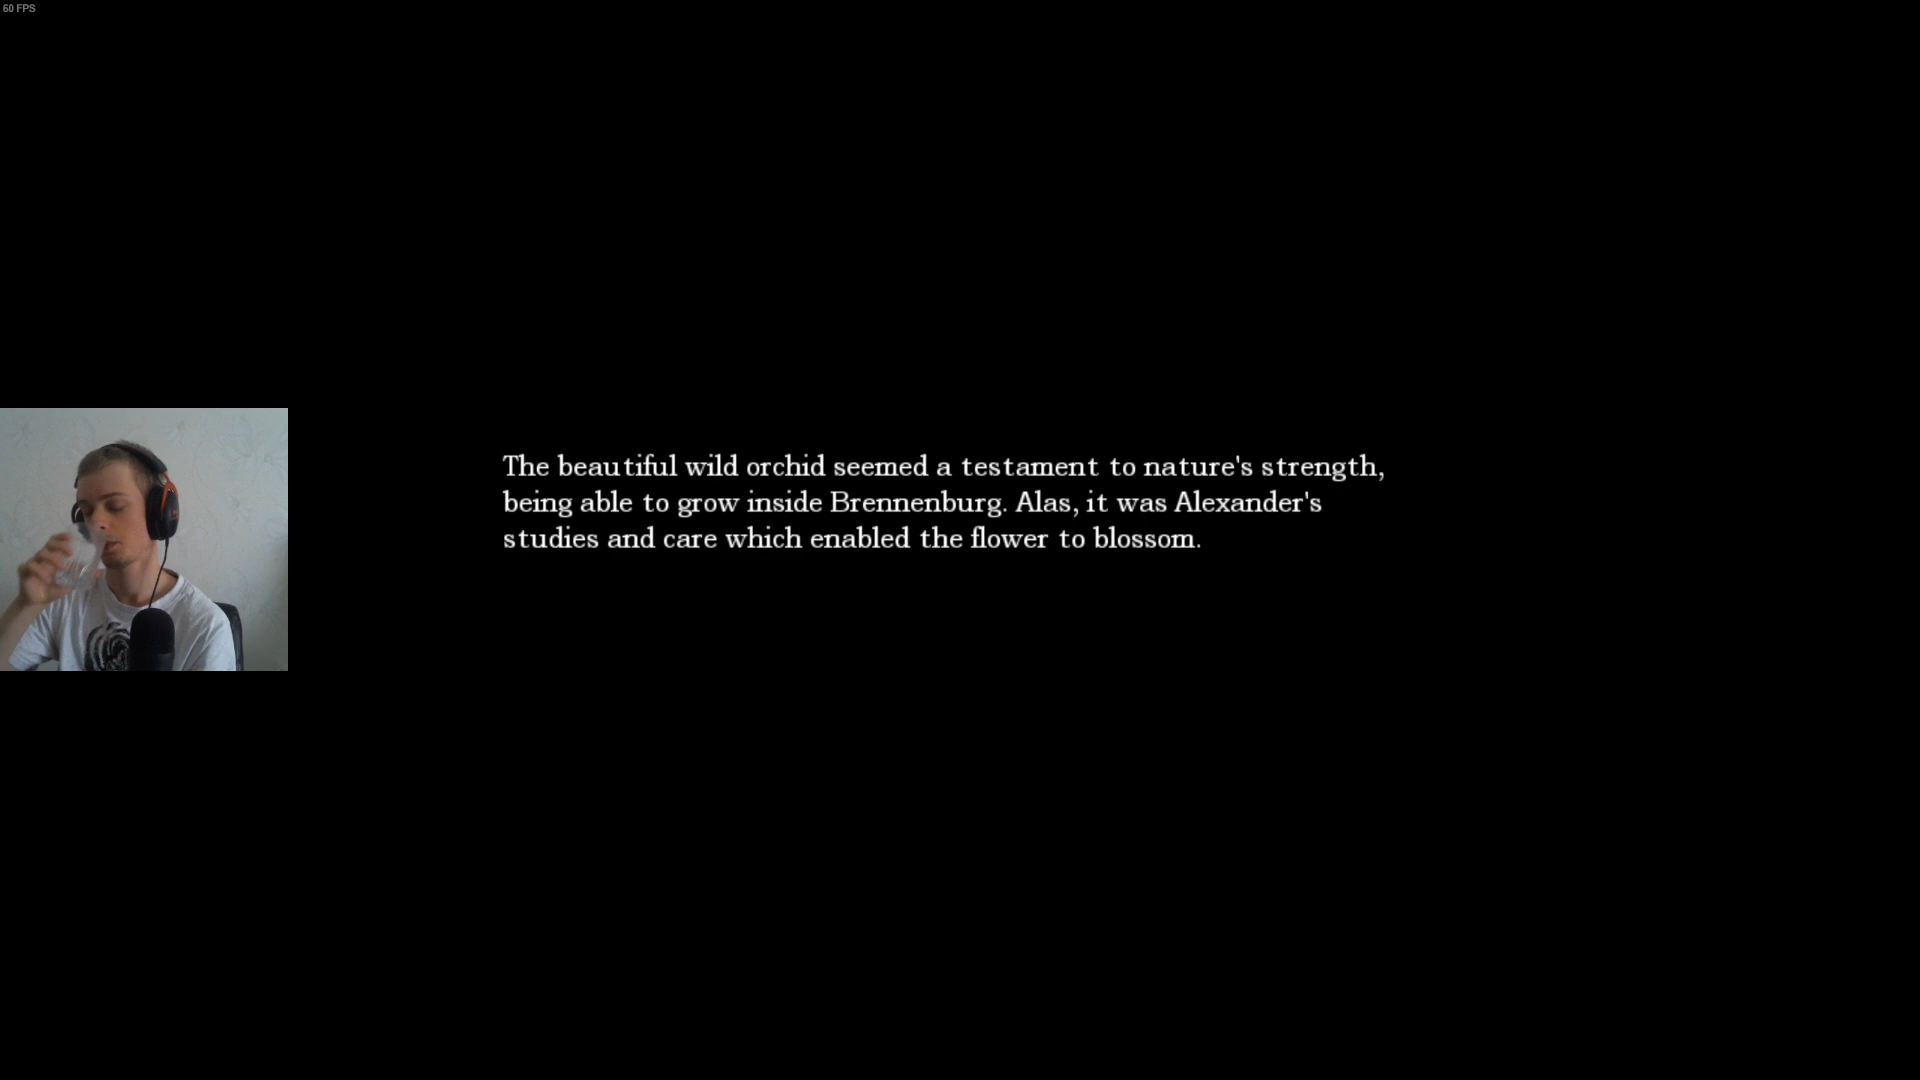 60 FPS
The beautiful wild orchid seemed a testament to nature's strength,
being able to grow inside Brennenburg. Alas, it was Alexander's
studies and care which enabled the flower to blossom.